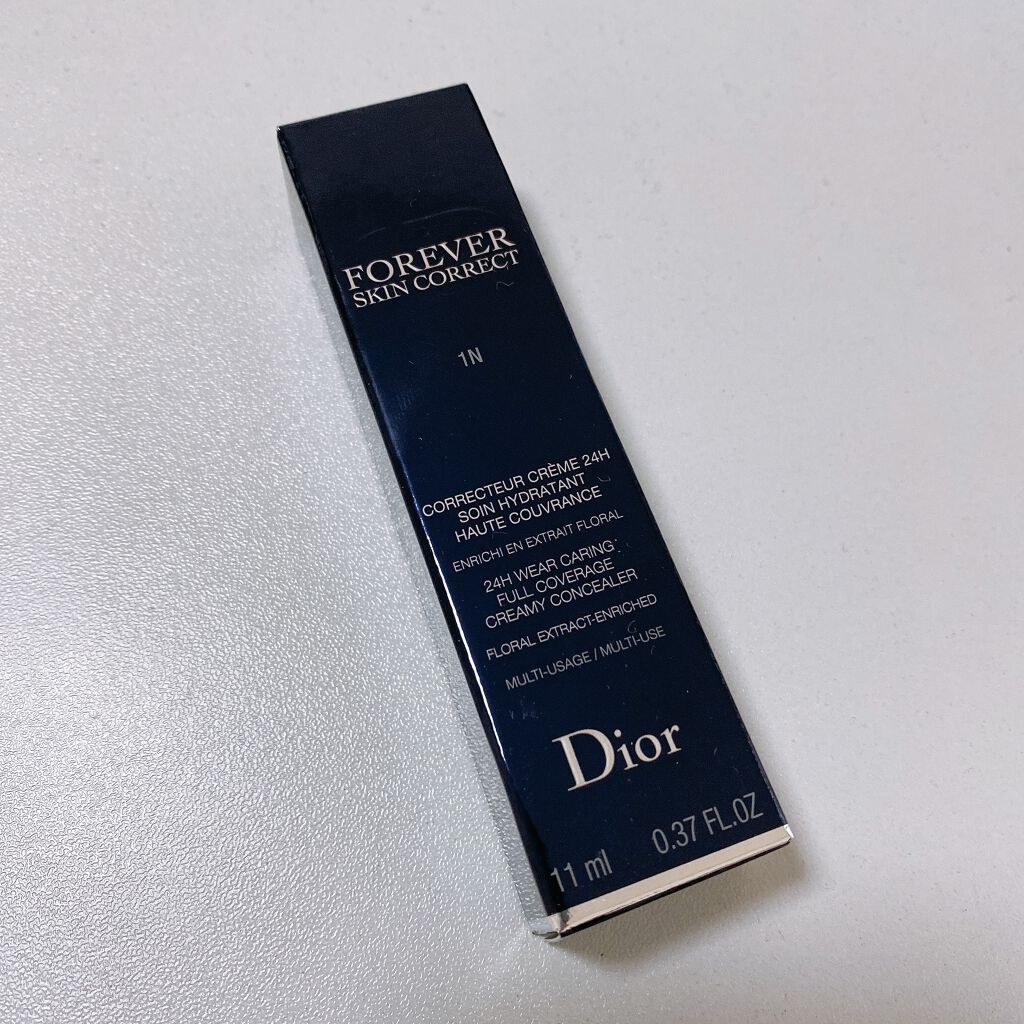 FOREVER
SKIN CORRECT
1N
CORRECTEUR CRÈME 24H
SOIN HYDRATANT
HAUTE COUVRANCE
ENRICHI EN EXTRAIT FLORAL
24H WEAR CARING
FULL COVERAGE
CREAMY CONCEALER
FLORAL EXTRACT-ENRICHED
MULTI-USAGE / MULTI-USE
Dior
11 ml 0.37 FL.OZ